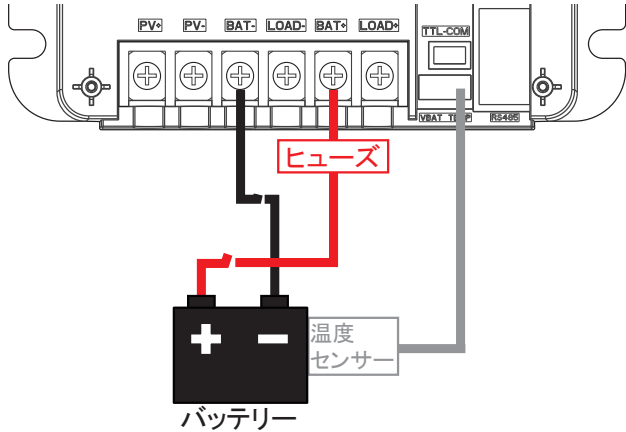 PV+ PV- BAT- LOAD- BAT+ LOAD+
TTL-COM
VBAT TEMP RS485
ヒューズ
+ −
温度
センサー
バッテリー